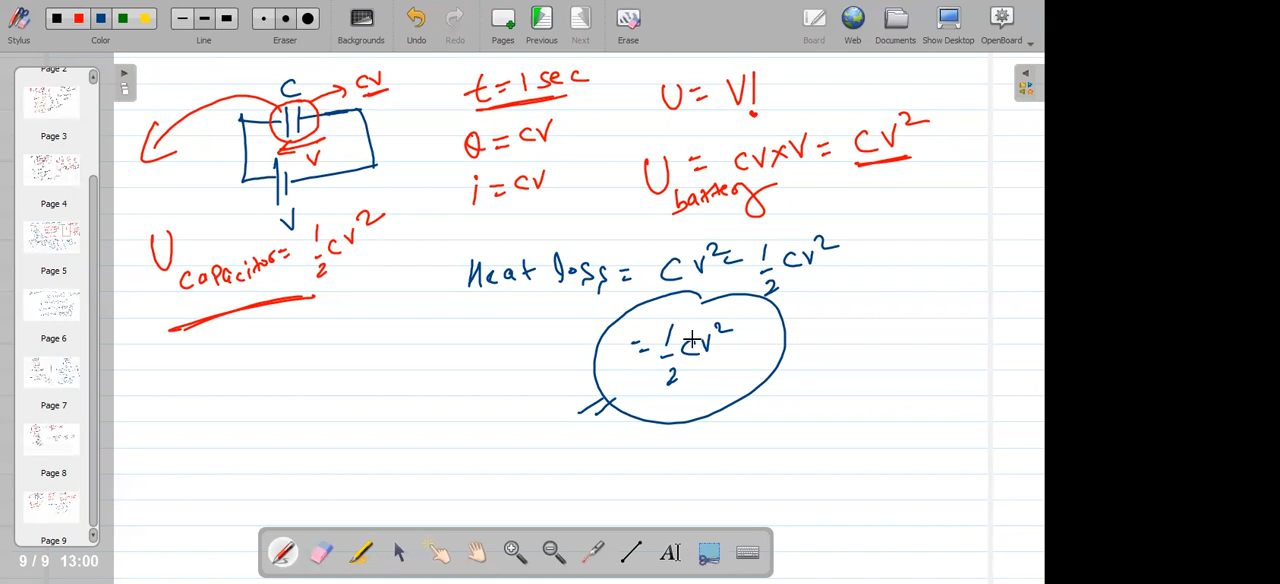 Stylus
Color
Line
Eraser
Backgrounds
Undo
Redo
Pages
Previous
Next
Erase
Board
Web
Documents
Show Desktop
OpenBoard
Page 2
Page 3
Page 4
Page 5
Page 6
Page 7
Page 8
Page 9
9 / 9 13:00
C
CV
V
V
U capacitor = 1/2 CV²
t = 1 sec
Q = CV
i = CV
U = Vi
U battery = CV×V = CV²
Heat loss = CV² - 1/2 CV²
= 1/2 CV²